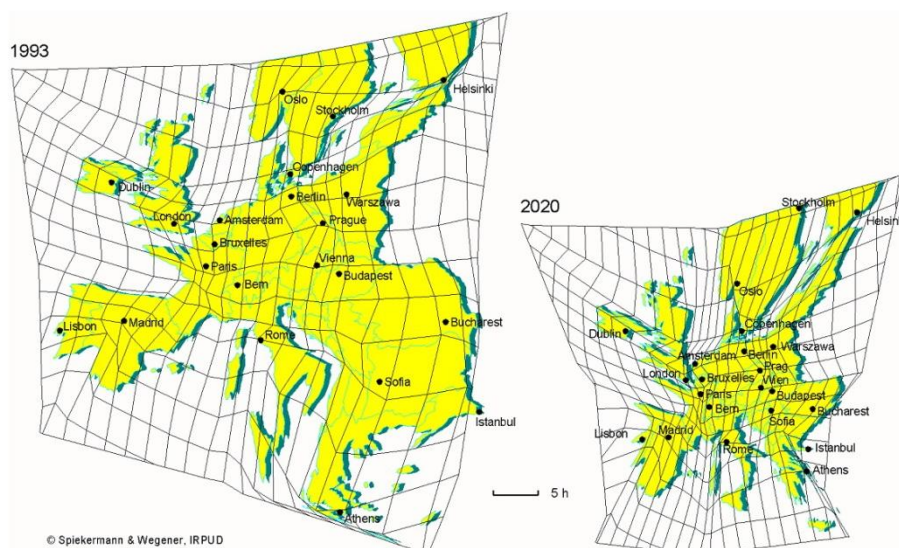 1993
Oslo
Helsinki
Stockholm
Copenhagen
Dublin
Berlin
Warszawa
London
Amsterdam
Prague
Bruxelles
Paris
Vienna
Budapest
Bern
Lisbon
Madrid
Rome
Bucharest
Sofia
Istanbul
Athens
5 h
© Spiekermann & Wegener, IRPUD
2020
Stockholm
Helsinki
Oslo
Dublin
Copenhagen
Warszawa
Amsterdam
Berlin
Prag
London
Bruxelles
Wien
Paris
Budapest
Bern
Bucharest
Sofia
Lisbon
Madrid
Rome
Istanbul
Athens